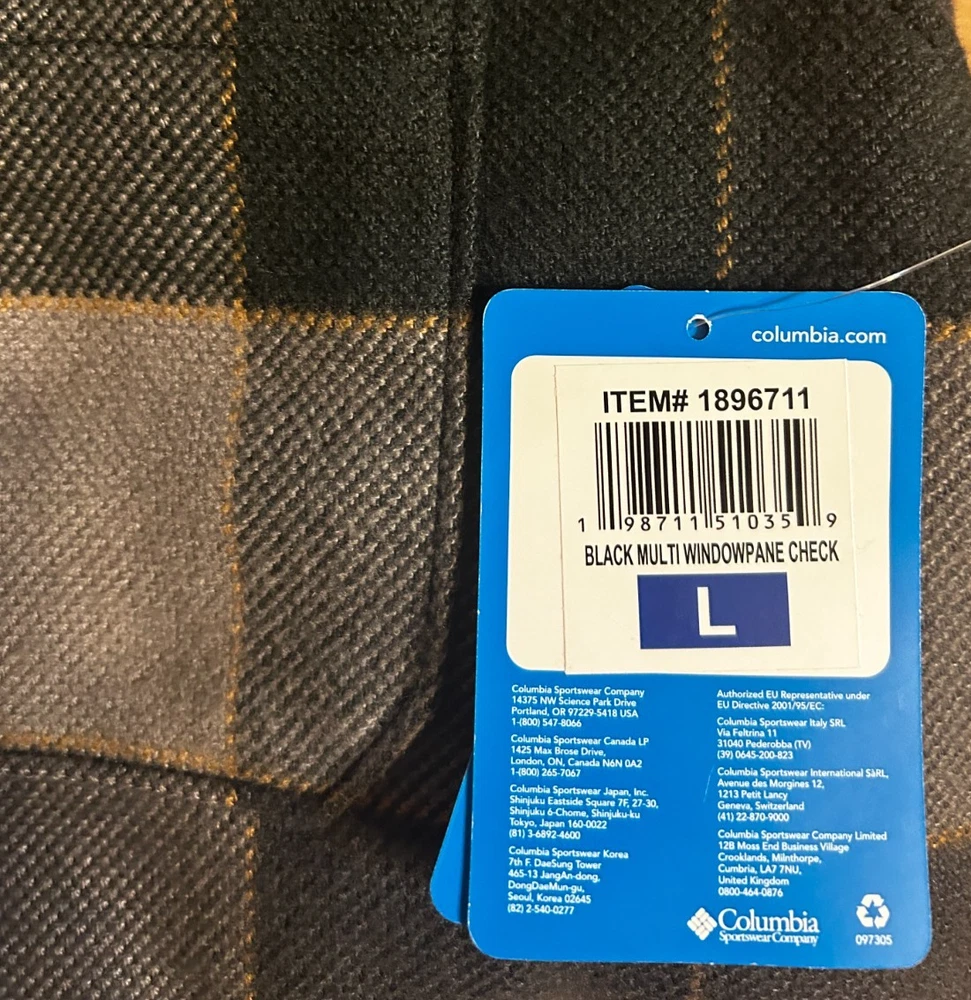 columbia.com
ITEM# 1896711
1 98711 51035 9
BLACK MULTI WINDOWPANE CHECK
L
Columbia Sportswear Company
14375 NW Science Park Drive
Portland, OR 97229-5418 USA
1-(800) 547-8066
Columbia Sportswear Canada LP
1425 Max Brose Drive,
London, ON, Canada N6N 0A2
1-(800) 265-7067
Columbia Sportswear Japan, Inc.
Shinjuku Eastside Square 7F, 27-30,
Shinjuku 6-Chome, Shinjuku-ku
Tokyo, Japan 160-0022
(81) 3-6892-4600
Columbia Sportswear Korea
7th F. DaeSung Tower
465-13 JangAn-dong,
DongDaeMun-gu,
Seoul, Korea 02645
(82) 2-540-0277
Authorized EU Representative under
EU Directive 2001/95/EC:
Columbia Sportswear Italy SRL
Via Feltrina 11
31040 Pederobba (TV)
(39) 0645-200-823
Columbia Sportswear International SàRL,
Avenue des Morgines 12,
1213 Petit Lancy
Geneva, Switzerland
(41) 22-870-9000
Columbia Sportswear Company Limited
12B Moss End Business Village
Crooklands, Milnthorpe,
Cumbria, LA7 7NU,
United Kingdom
0800-464-0876
Columbia
Sportswear Company
097305